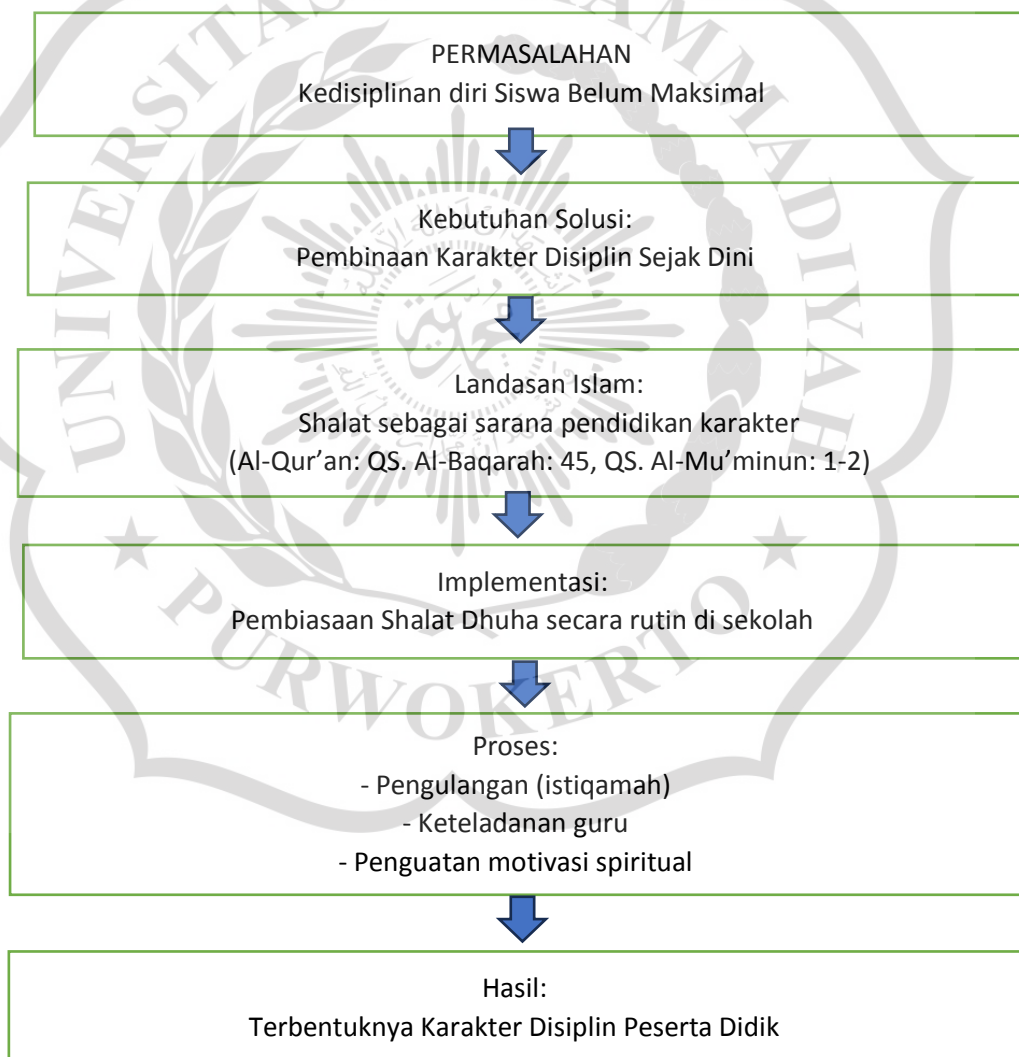 PERMASALAHAN
Kedisiplinan diri Siswa Belum Maksimal
Kebutuhan Solusi:
Pembinaan Karakter Disiplin Sejak Dini
Landasan Islam:
Shalat sebagai sarana pendidikan karakter
(Al-Qur’an: QS. Al-Baqarah: 45, QS. Al-Mu’minun: 1-2)
Implementasi:
Pembiasaan Shalat Dhuha secara rutin di sekolah
Proses:
- Pengulangan (istiqamah)
- Keteladanan guru
- Penguatan motivasi spiritual
Hasil:
Terbentuknya Karakter Disiplin Peserta Didik
PURWOKERTO